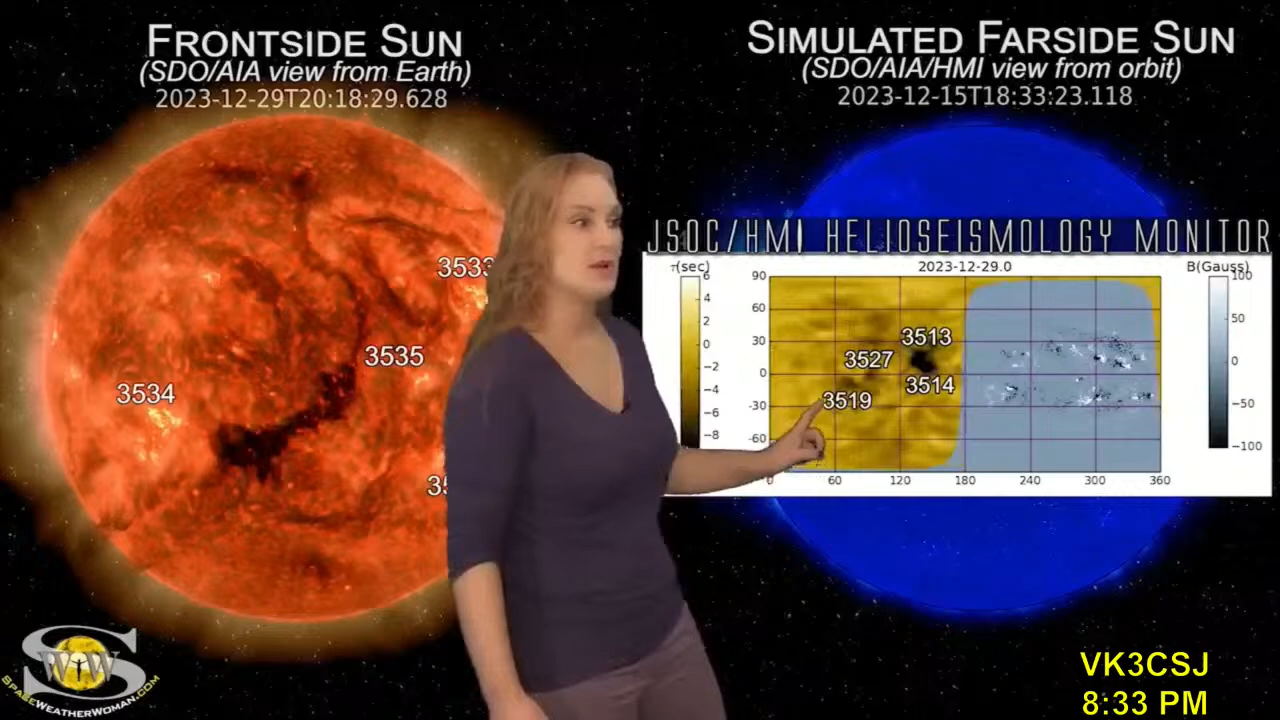 FRONTSIDE SUN
(SDO/AIA view from Earth)
2023-12-29T20:18:29.628
SIMULATED FARSIDE SUN
(SDO/AIA/HMI view from orbit)
2023-12-15T18:33:23.118
JSOC/HMI HELIOSEISMOLOGY MONITOR
τ(sec)
2023-12-29.0
B(Gauss)
6
4
2
0
−2
−4
−6
−8
90
60
30
0
-30
-60
0
60
120
180
240
300
360
100
50
0
−50
−100
3513
3527
3514
3519
3533
3535
3534
SWW
SPACEWEATHERWOMAN.COM
VK3CSJ
8:33 PM